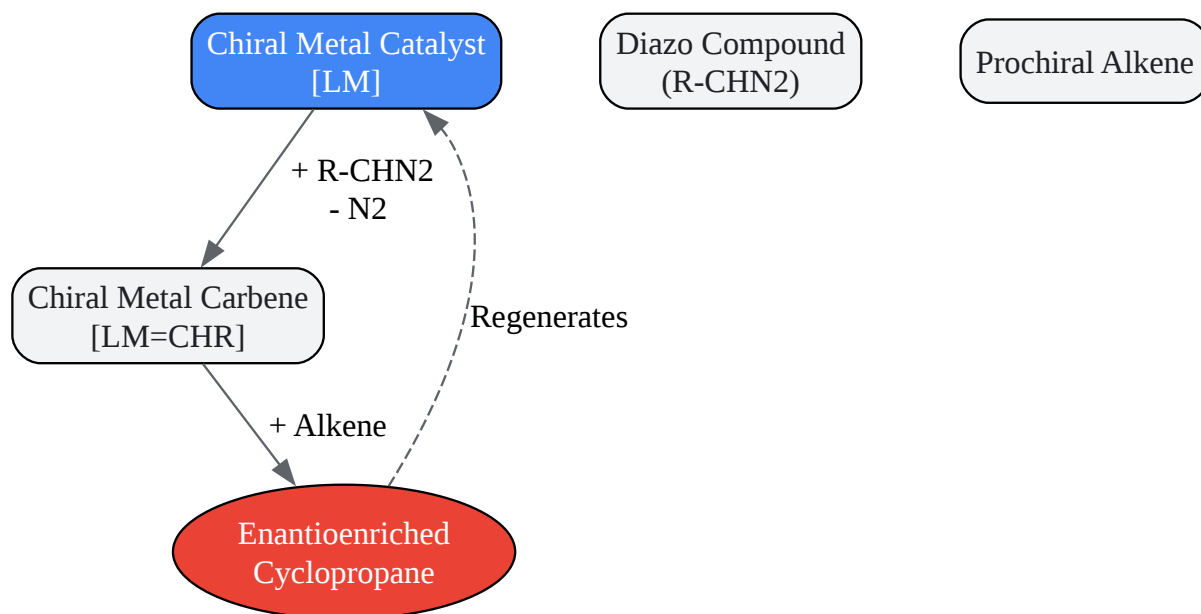 Chiral Metal Catalyst
[LM]
Diazo Compound
(R-CHN2)
Prochiral Alkene
+ R-CHN2
- N2
Chiral Metal Carbene
[LM=CHR]
Regenerates
+ Alkene
Enantioenriched
Cyclopropane